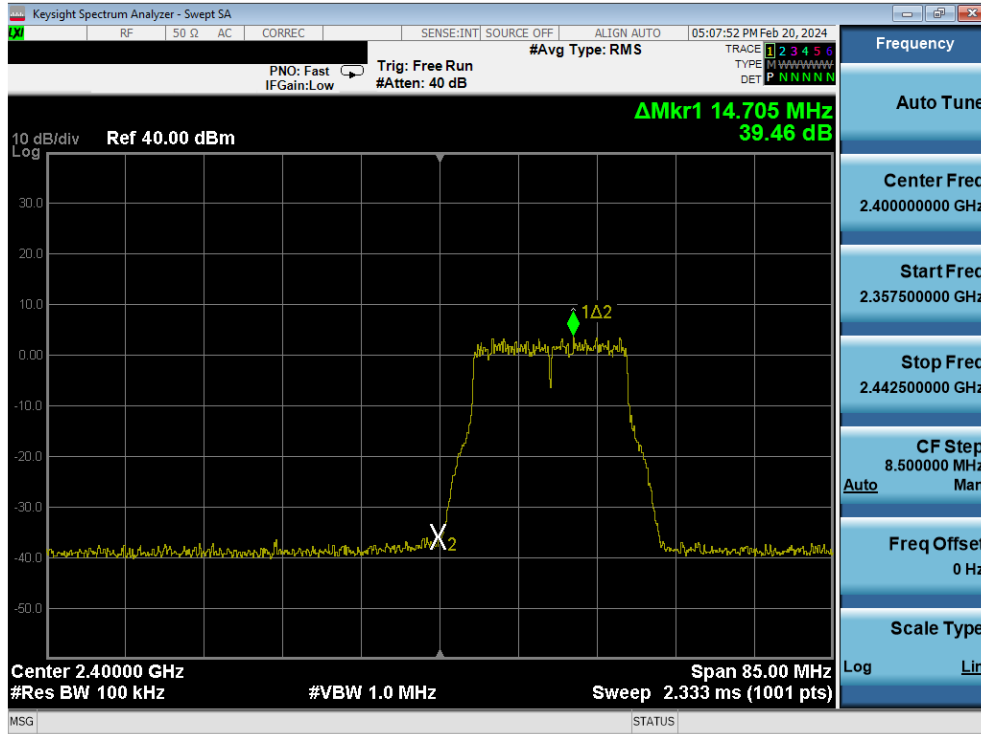 Keysight Spectrum Analyzer - Swept SA
LXI RF 50 Ω AC CORREC SENSE:INT SOURCE OFF ALIGN AUTO 05:07:52 PM Feb 20, 2024
#Avg Type: RMS
TRACE 1 2 3 4 5 6
PNO: Fast Trig: Free Run
TYPE M WWWWW
IFGain:Low #Atten: 40 dB
DET P N N N N N
ΔMkr1 14.705 MHz
39.46 dB
10 dB/div Ref 40.00 dBm
Log
30.0
20.0
10.0
1Δ2
0.00
-10.0
-20.0
-30.0
X2
-40.0
-50.0
Center 2.40000 GHz Span 85.00 MHz
#Res BW 100 kHz #VBW 1.0 MHz Sweep 2.333 ms (1001 pts)
MSG STATUS
Frequency
Auto Tune
Center Freq
2.400000000 GHz
Start Freq
2.357500000 GHz
Stop Freq
2.442500000 GHz
CF Step
8.500000 MHz
Auto Man
Freq Offset
0 Hz
Scale Type
Log Lin